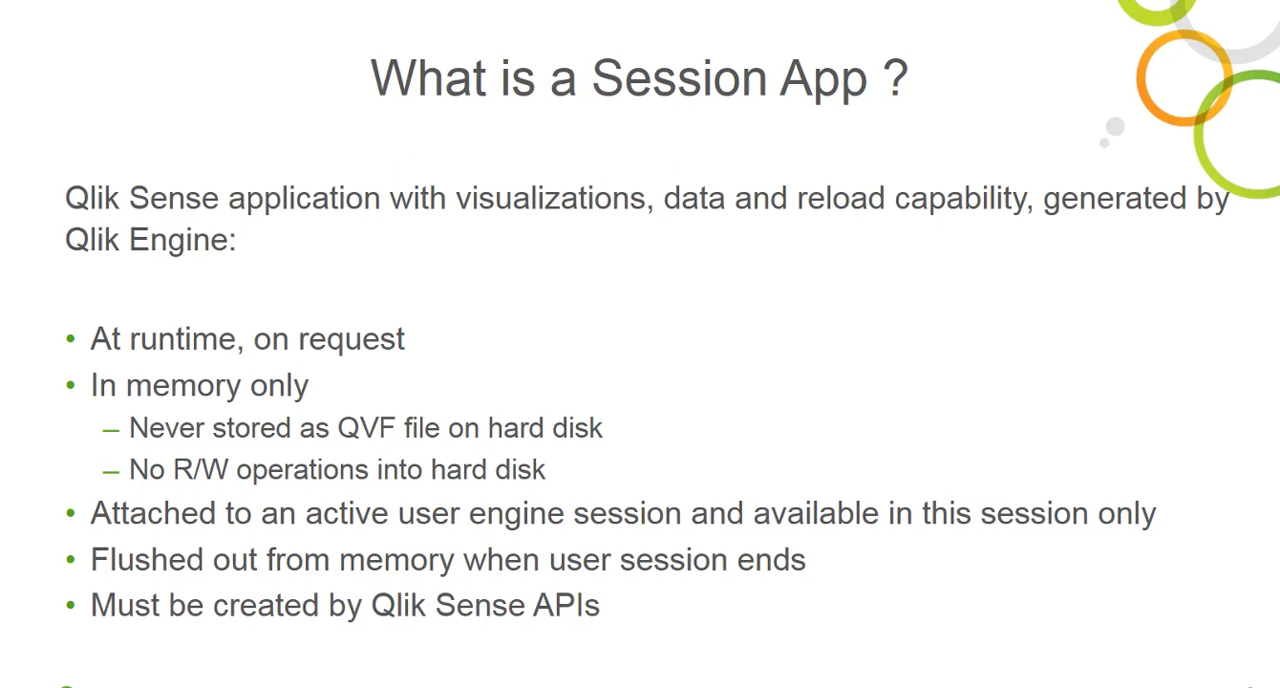 What is a Session App ?
Qlik Sense application with visualizations, data and reload capability, generated by
Qlik Engine:
• At runtime, on request
• In memory only
– Never stored as QVF file on hard disk
– No R/W operations into hard disk
• Attached to an active user engine session and available in this session only
• Flushed out from memory when user session ends
• Must be created by Qlik Sense APIs